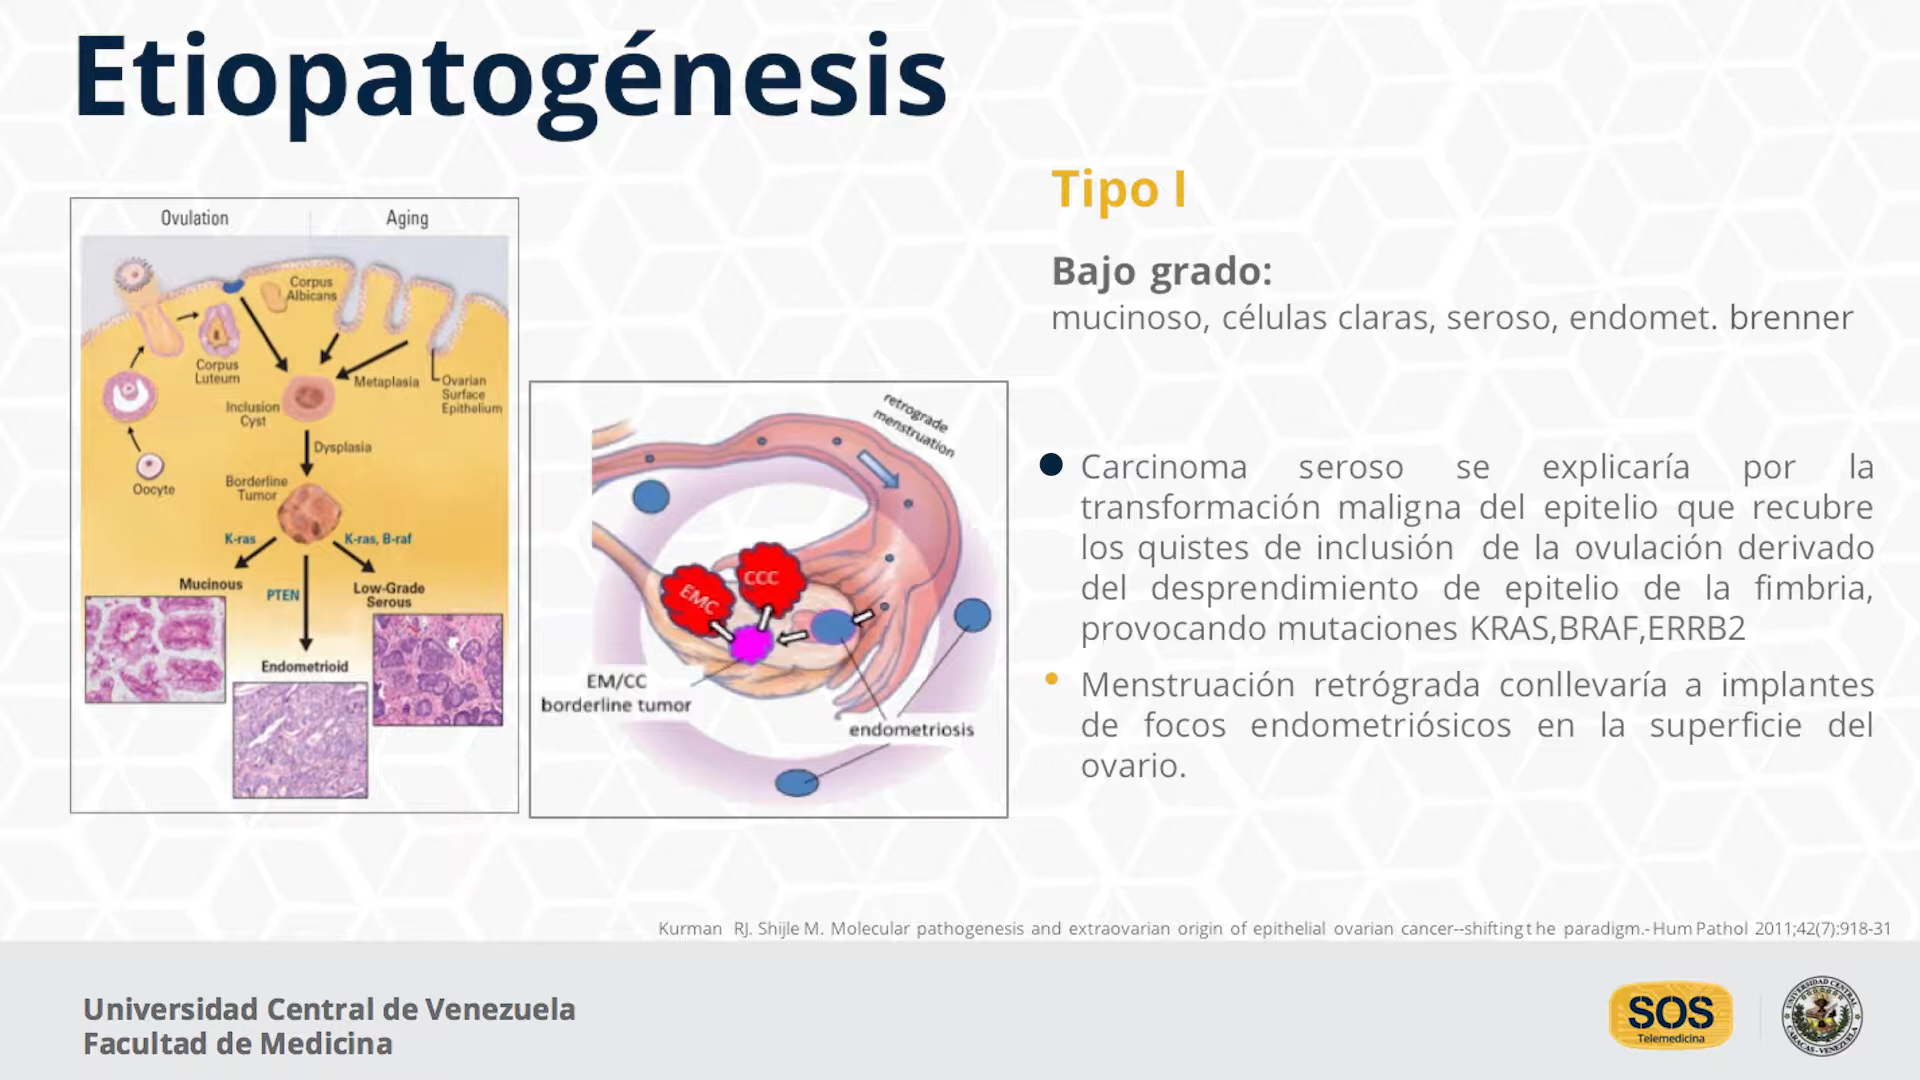 Etiopatogénesis
Ovulation
Aging
Corpus
Albicans
Corpus
Luteum
Metaplasia
Ovarian
Surface
Epithelium
Inclusion
Cyst
Dysplasia
Oocyte
Borderline
Tumor
K-ras
K-ras, B-raf
Mucinous
PTEN
Low-Grade
Serous
Endometrioid
retrograde
menstruation
EMC
CCC
EM/CC
borderline tumor
endometriosis
Tipo I
Bajo grado:
mucinoso, células claras, seroso, endomet. brenner
Carcinoma seroso se explicaría por la
transformación maligna del epitelio que recubre
los quistes de inclusión de la ovulación derivado
del desprendimiento de epitelio de la fimbria,
provocando mutaciones KRAS,BRAF,ERRB2
Menstruación retrógrada conllevaría a implantes
de focos endometriósicos en la superficie del
ovario.
Kurman RJ. Shijle M. Molecular pathogenesis and extraovarian origin of epithelial ovarian cancer--shifting t he paradigm.- Hum Pathol 2011;42(7):918-31
Universidad Central de Venezuela
Facultad de Medicina
SOS
Telemedicina
UNIVERSIDAD CENTRAL
CARACAS - VENEZUELA